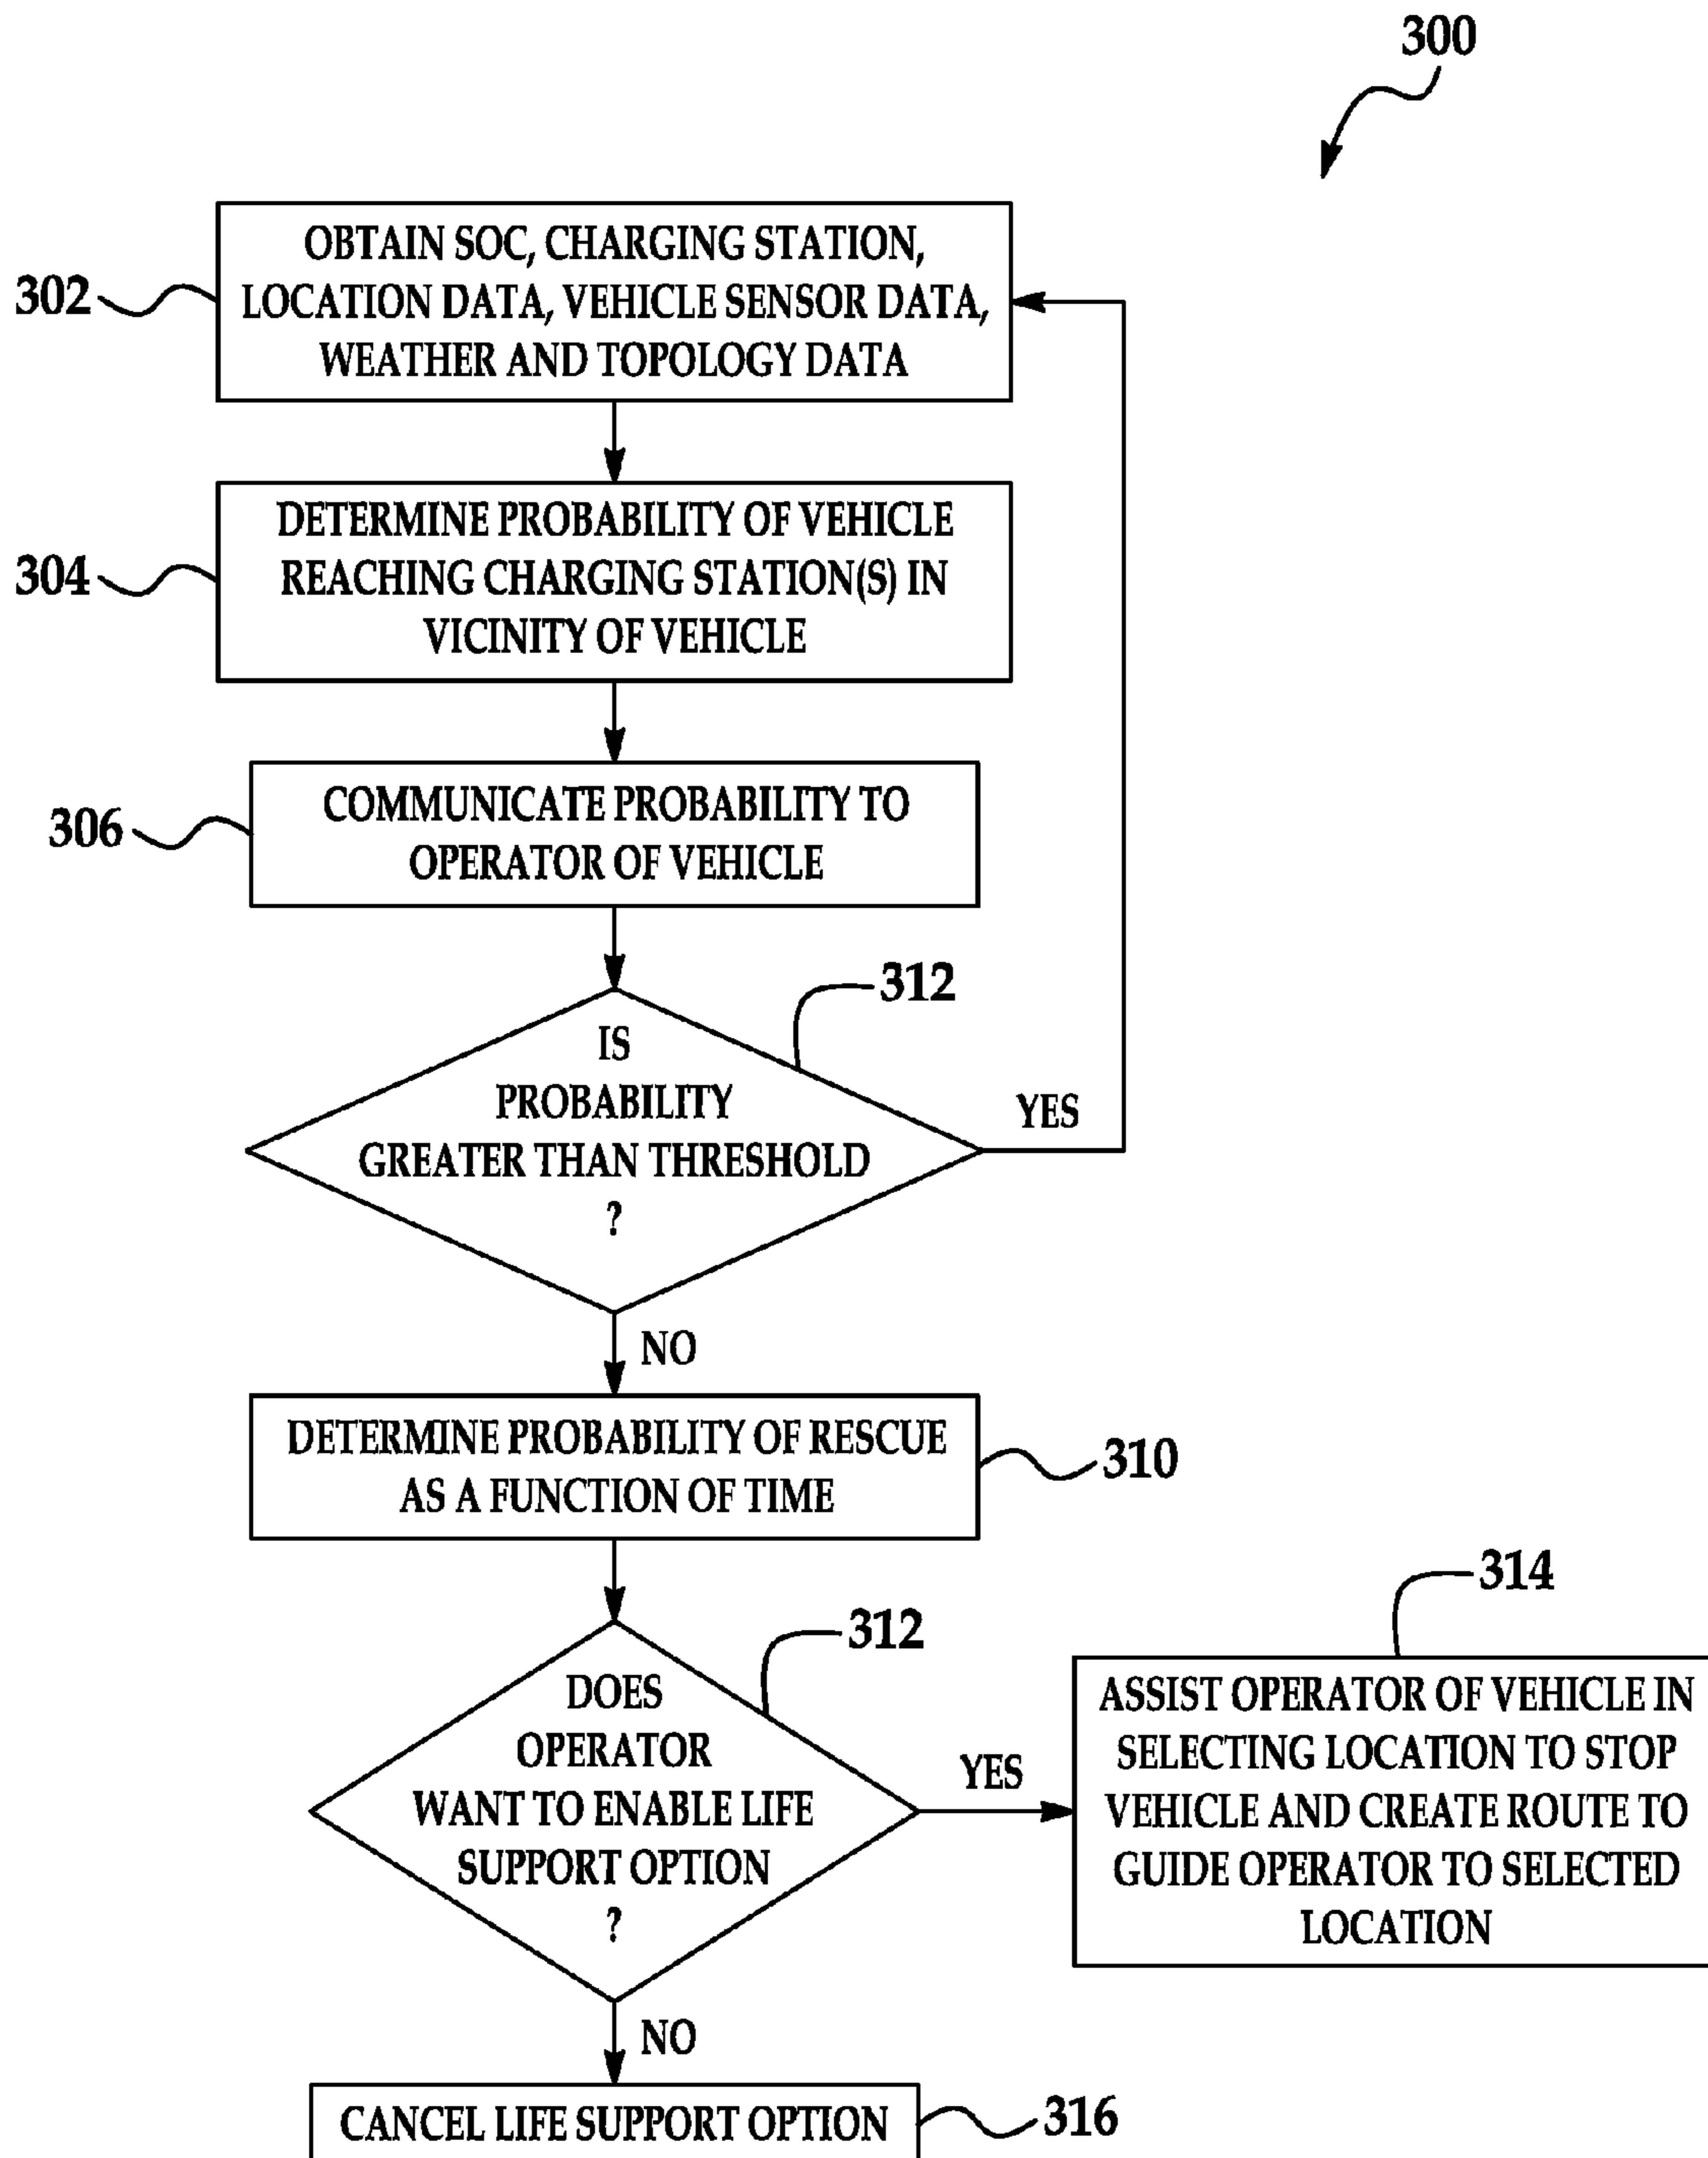 300
302
OBTAIN SOC, CHARGING STATION,
LOCATION DATA, VEHICLE SENSOR DATA,
WEATHER AND TOPOLOGY DATA
304
DETERMINE PROBABILITY OF VEHICLE
REACHING CHARGING STATION(S) IN
VICINITY OF VEHICLE
306
COMMUNICATE PROBABILITY TO
OPERATOR OF VEHICLE
312
IS
PROBABILITY
GREATER THAN THRESHOLD
?
YES
NO
DETERMINE PROBABILITY OF RESCUE
AS A FUNCTION OF TIME
310
312
DOES
OPERATOR
WANT TO ENABLE LIFE
SUPPORT OPTION
?
YES
314
ASSIST OPERATOR OF VEHICLE IN
SELECTING LOCATION TO STOP
VEHICLE AND CREATE ROUTE TO
GUIDE OPERATOR TO SELECTED
LOCATION
NO
CANCEL LIFE SUPPORT OPTION
316